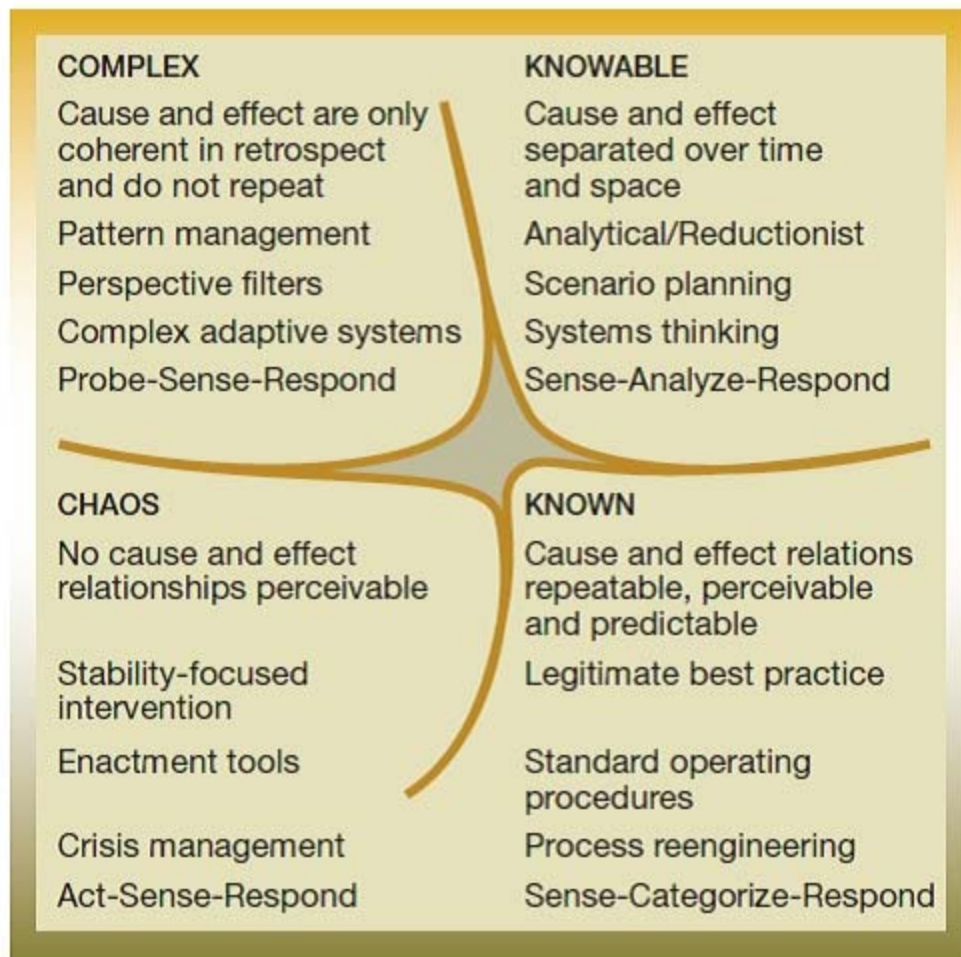 COMPLEX
Cause and effect are only
coherent in retrospect
and do not repeat
Pattern management
Perspective filters
Complex adaptive systems
Probe-Sense-Respond
KNOWABLE
Cause and effect
separated over time
and space
Analytical/Reductionist
Scenario planning
Systems thinking
Sense-Analyze-Respond
CHAOS
No cause and effect
relationships perceivable
Stability-focused
intervention
Enactment tools
Crisis management
Act-Sense-Respond
KNOWN
Cause and effect relations
repeatable, perceivable
and predictable
Legitimate best practice
Standard operating
procedures
Process reengineering
Sense-Categorize-Respond